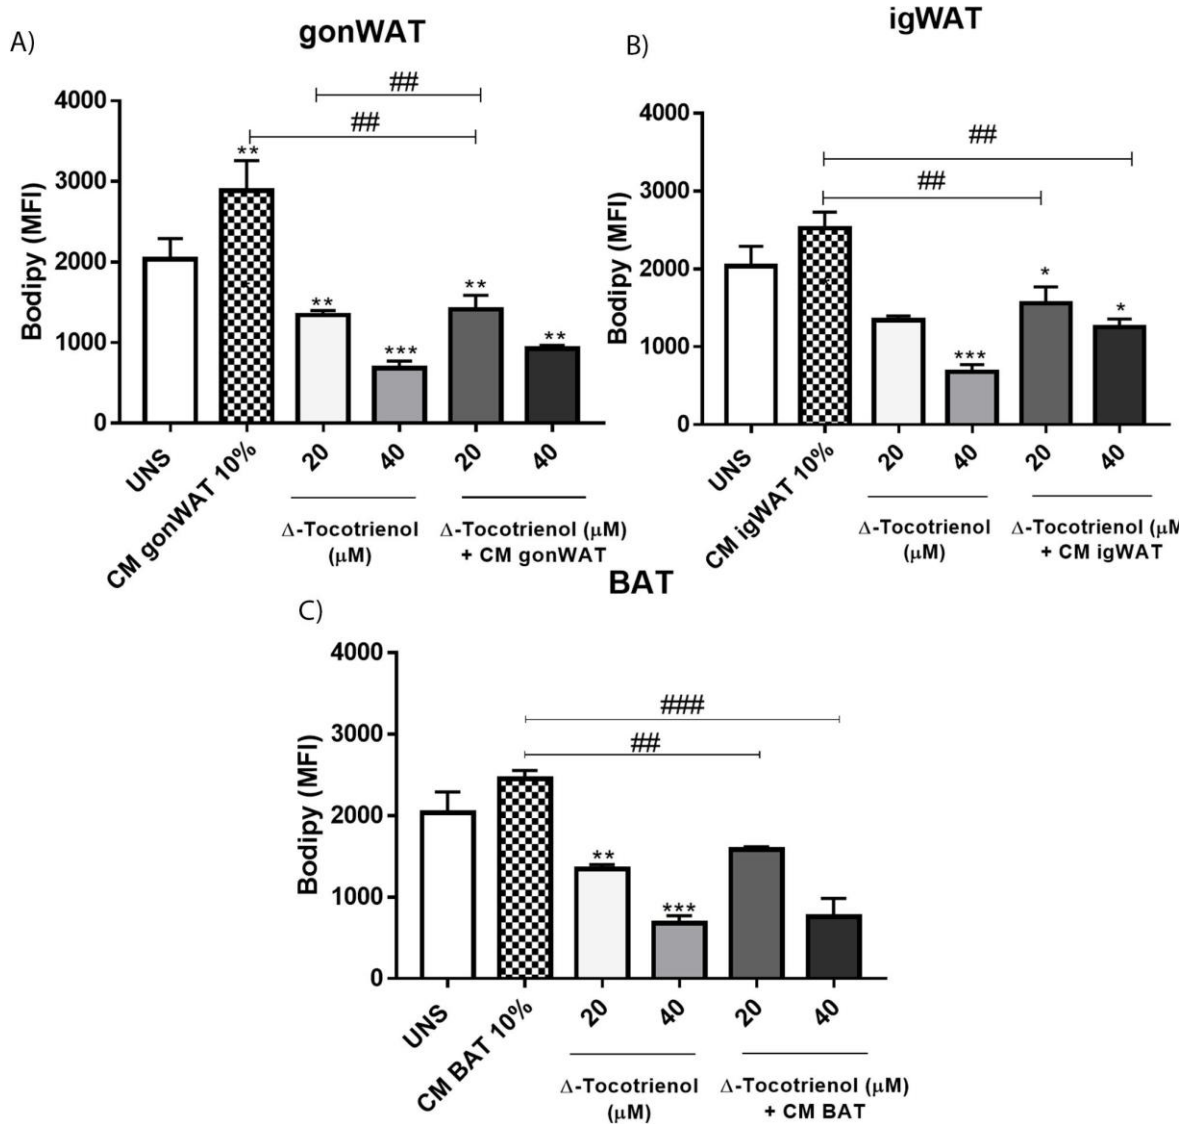 A)
gonWAT
##
##
4000
3000
2000
1000
0
Bodipy (MFI)
**
**
***
**
**
UNS
CM gonWAT 10%
20
40
20
40
Δ-Tocotrienol
(μM)
Δ-Tocotrienol (μM)
+ CM gonWAT
B)
igWAT
##
##
4000
3000
2000
1000
0
Bodipy (MFI)
***
*
*
UNS
CM igWAT 10%
20
40
20
40
Δ-Tocotrienol
(μM)
Δ-Tocotrienol (μM
+ CM igWAT
C)
BAT
###
##
4000
3000
2000
1000
0
Bodipy (MFI)
**
***
UNS
CM BAT 10%
20
40
20
40
Δ-Tocotrienol
(μM)
Δ-Tocotrienol (μM)
+ CM BAT